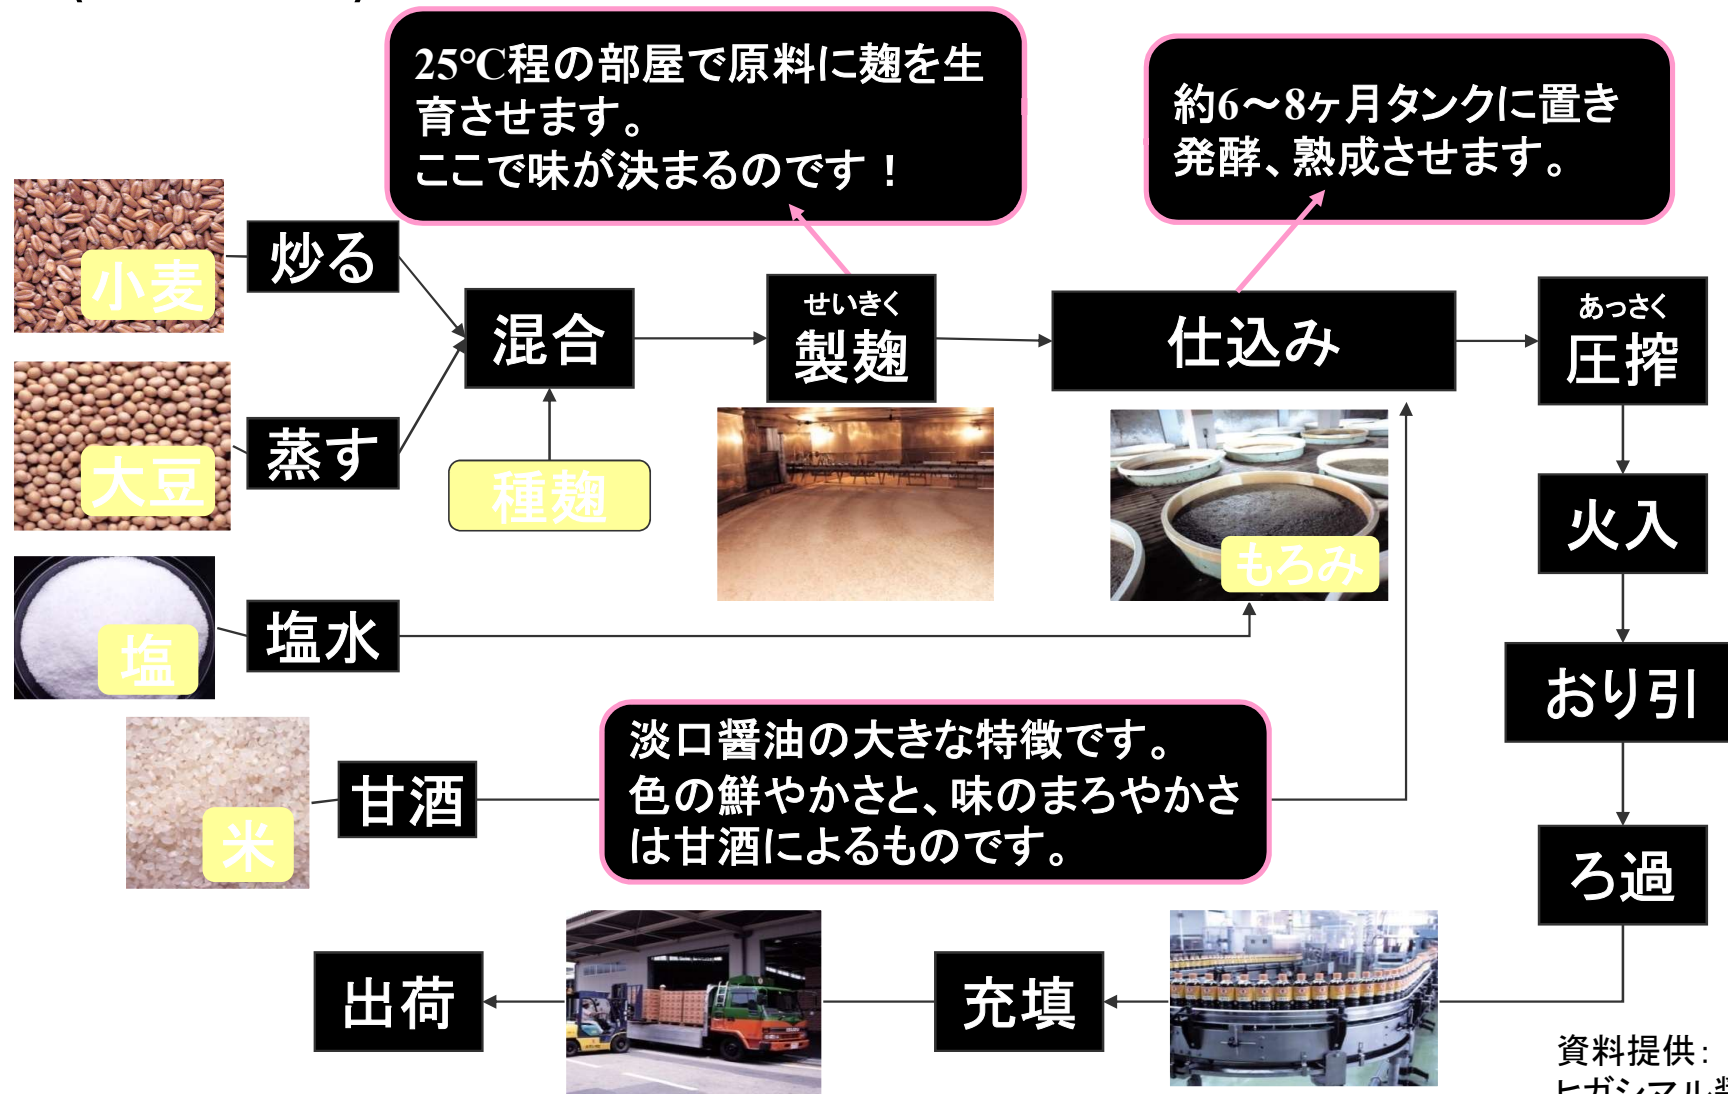 25℃程の部屋で原料に麹を生
育させます。
ここで味が決まるのです！
約6～8ヶ月タンクに置き
発酵、熟成させます。
小麦
炒る
大豆
蒸す
混合
種麹
せいきく
製麹
仕込み
もろみ
あっさく
圧搾
火入
おり引
ろ過
塩
塩水
米
甘酒
淡口醤油の大きな特徴です。
色の鮮やかさと、味のまろやかさ
は甘酒によるものです。
充填
出荷
資料提供：
ヒガシマル醤